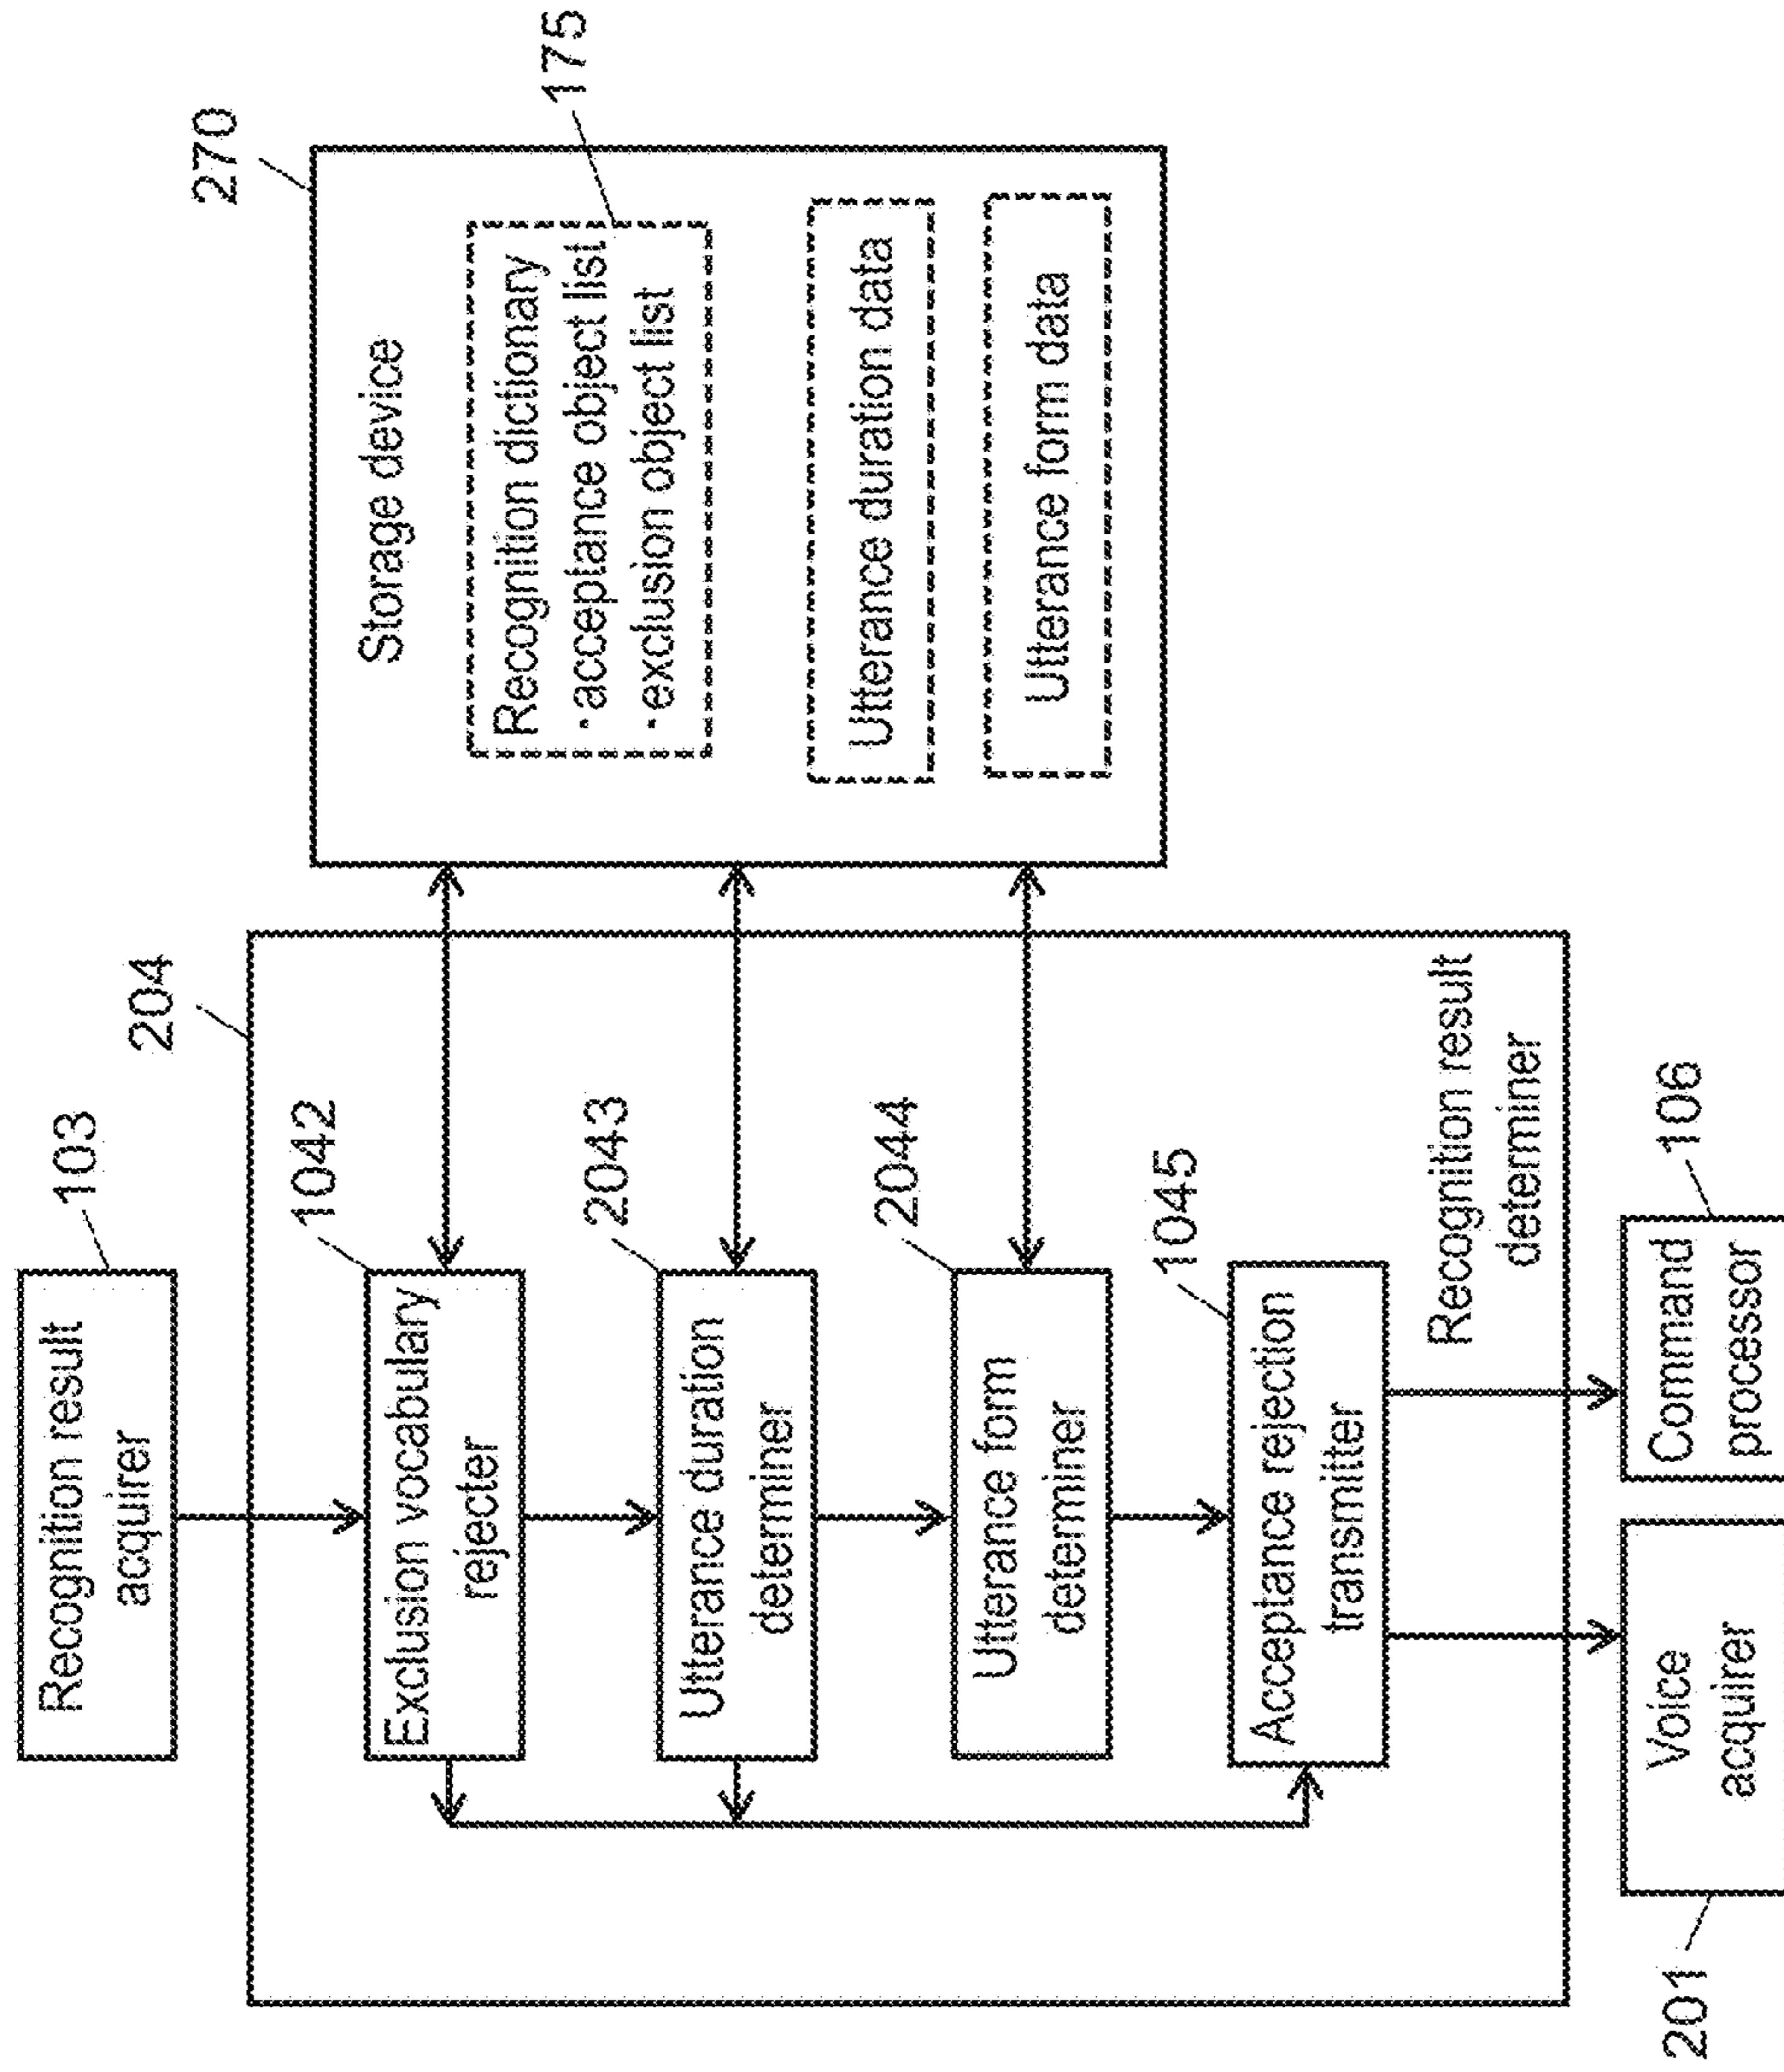 103
Recognition result
acquirer
204
1042
Exclusion vocabulary
rejecter
2043
Utterance duration
determiner
2044
Utterance form
determiner
1045
Acceptance rejection
transmitter
Recognition result
determiner
270
Storage device
175
Recognition dictionary
·acceptance object list
·exclusion object list
Utterance duration data
Utterance form data
201
Voice
acquirer
106
Command
processor